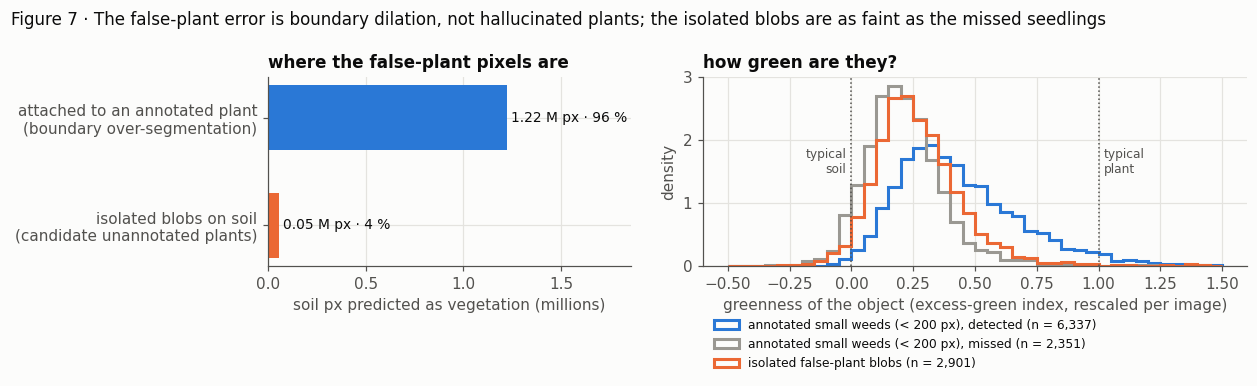 Figure 7 · The false-plant error is boundary dilation, not hallucinated plants; the isolated blobs are as faint as the missed seedlings
where the false-plant pixels are
attached to an annotated plant
(boundary over-segmentation)
1.22 M px · 96 %
isolated blobs on soil
(candidate unannotated plants)
0.05 M px · 4 %
0.0 0.5 1.0 1.5
soil px predicted as vegetation (millions)
how green are they?
density
3
2
1
0
typical
soil
typical
plant
−0.50 −0.25 0.00 0.25 0.50 0.75 1.00 1.25 1.50
greenness of the object (excess-green index, rescaled per image)
annotated small weeds (< 200 px), detected (n = 6,337)
annotated small weeds (< 200 px), missed (n = 2,351)
isolated false-plant blobs (n = 2,901)